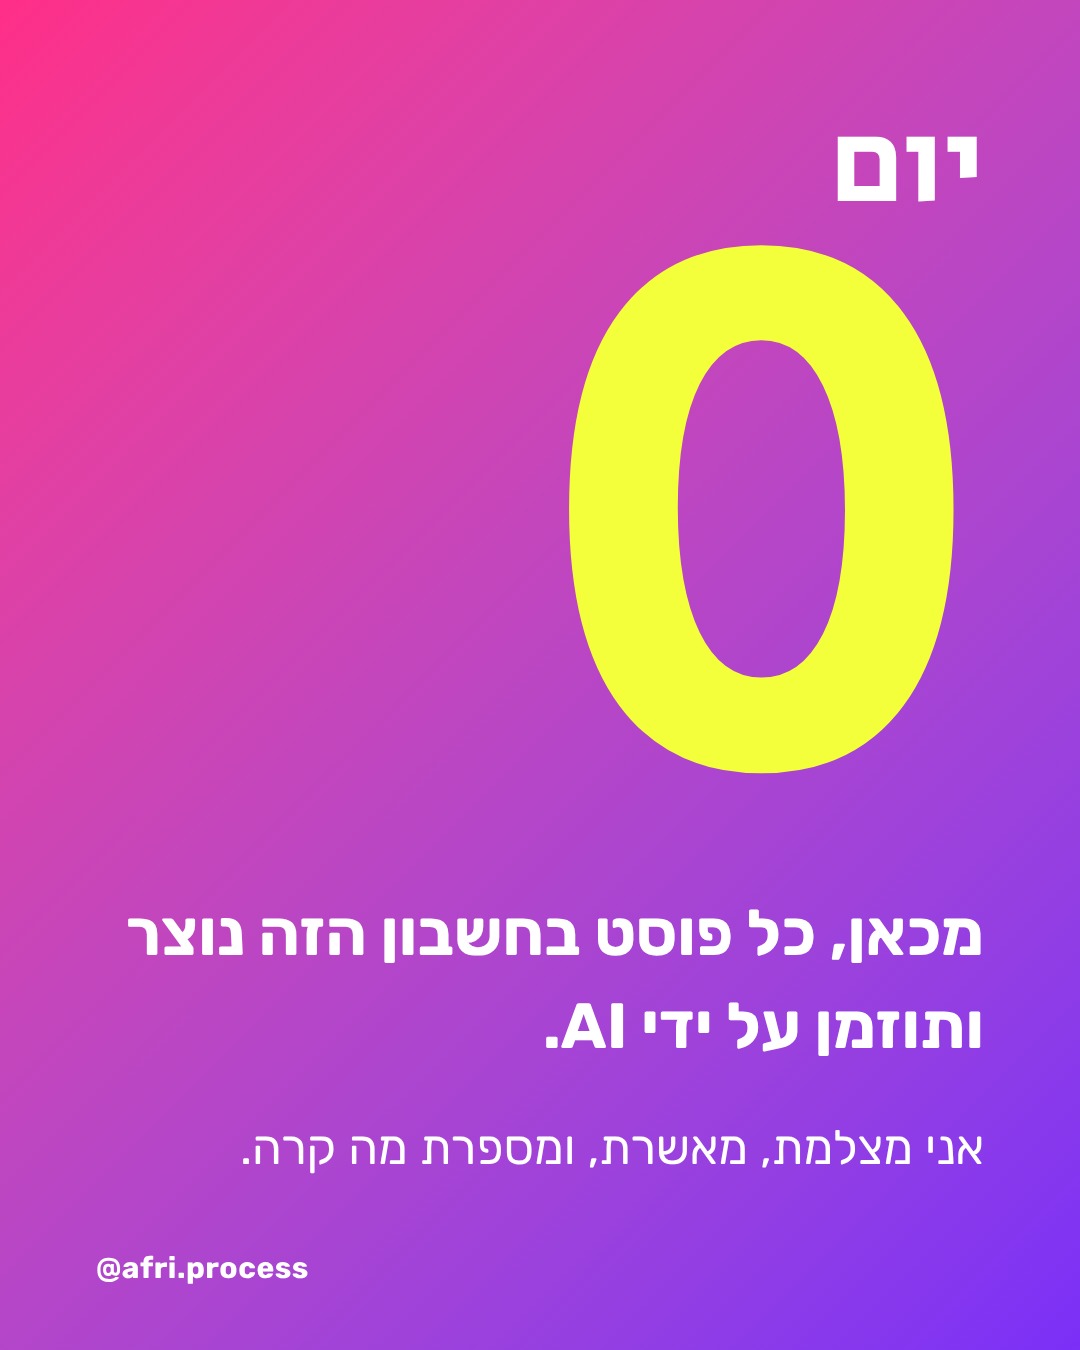 יום
0
מכאן, כל פוסט בחשבון הזה נוצר
ותוזמן על ידי AI.
אני מצלמת, מאשרת, ומספרת מה קרה.
@afri.process